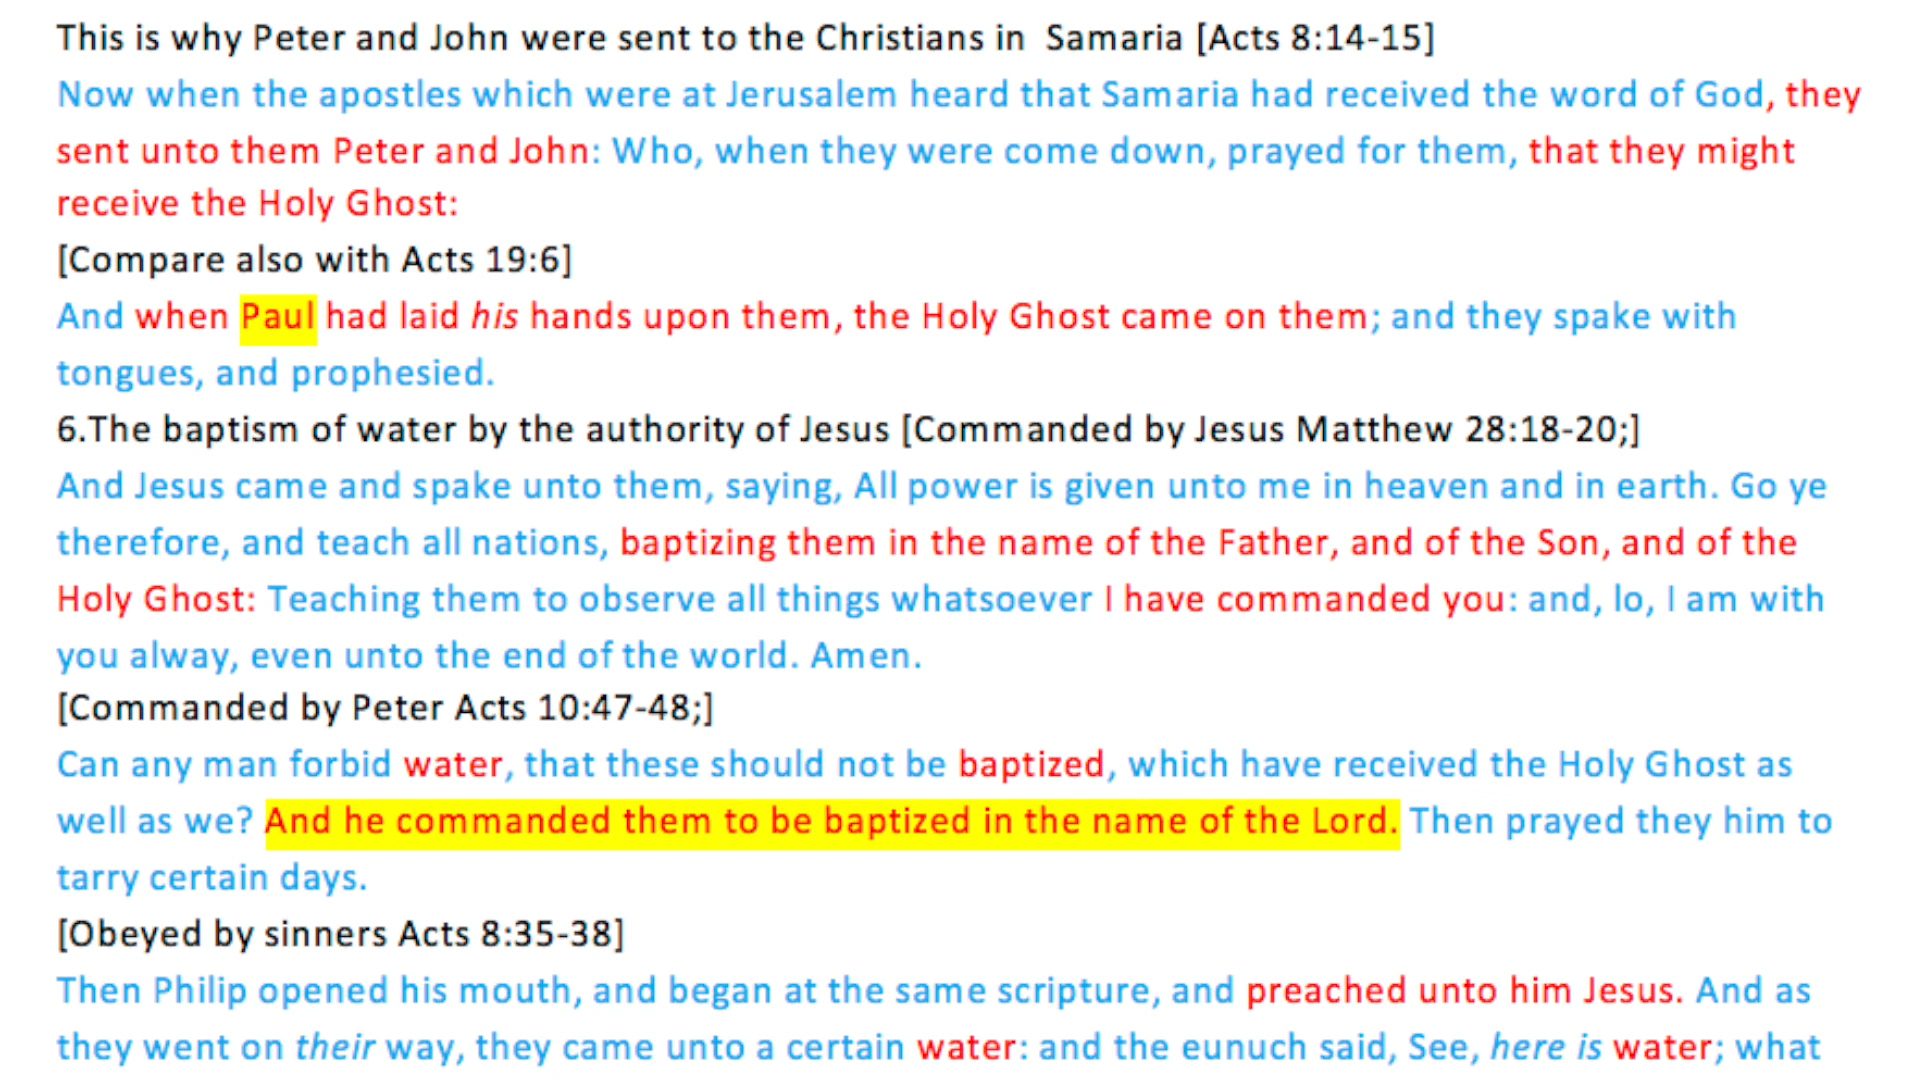 This is why Peter and John were sent to the Christians in  Samaria [Acts 8:14-15]
Now when the apostles which were at Jerusalem heard that Samaria had received the word of God, they
sent unto them Peter and John: Who, when they were come down, prayed for them, that they might
receive the Holy Ghost:
[Compare also with Acts 19:6]
And when Paul had laid his hands upon them, the Holy Ghost came on them; and they spake with
tongues, and prophesied.
6.The baptism of water by the authority of Jesus [Commanded by Jesus Matthew 28:18-20;]
And Jesus came and spake unto them, saying, All power is given unto me in heaven and in earth. Go ye
therefore, and teach all nations, baptizing them in the name of the Father, and of the Son, and of the
Holy Ghost: Teaching them to observe all things whatsoever I have commanded you: and, lo, I am with
you alway, even unto the end of the world. Amen.
[Commanded by Peter Acts 10:47-48;]
Can any man forbid water, that these should not be baptized, which have received the Holy Ghost as
well as we? And he commanded them to be baptized in the name of the Lord. Then prayed they him to
tarry certain days.
[Obeyed by sinners Acts 8:35-38]
Then Philip opened his mouth, and began at the same scripture, and preached unto him Jesus. And as
they went on their way, they came unto a certain water: and the eunuch said, See, here is water; what